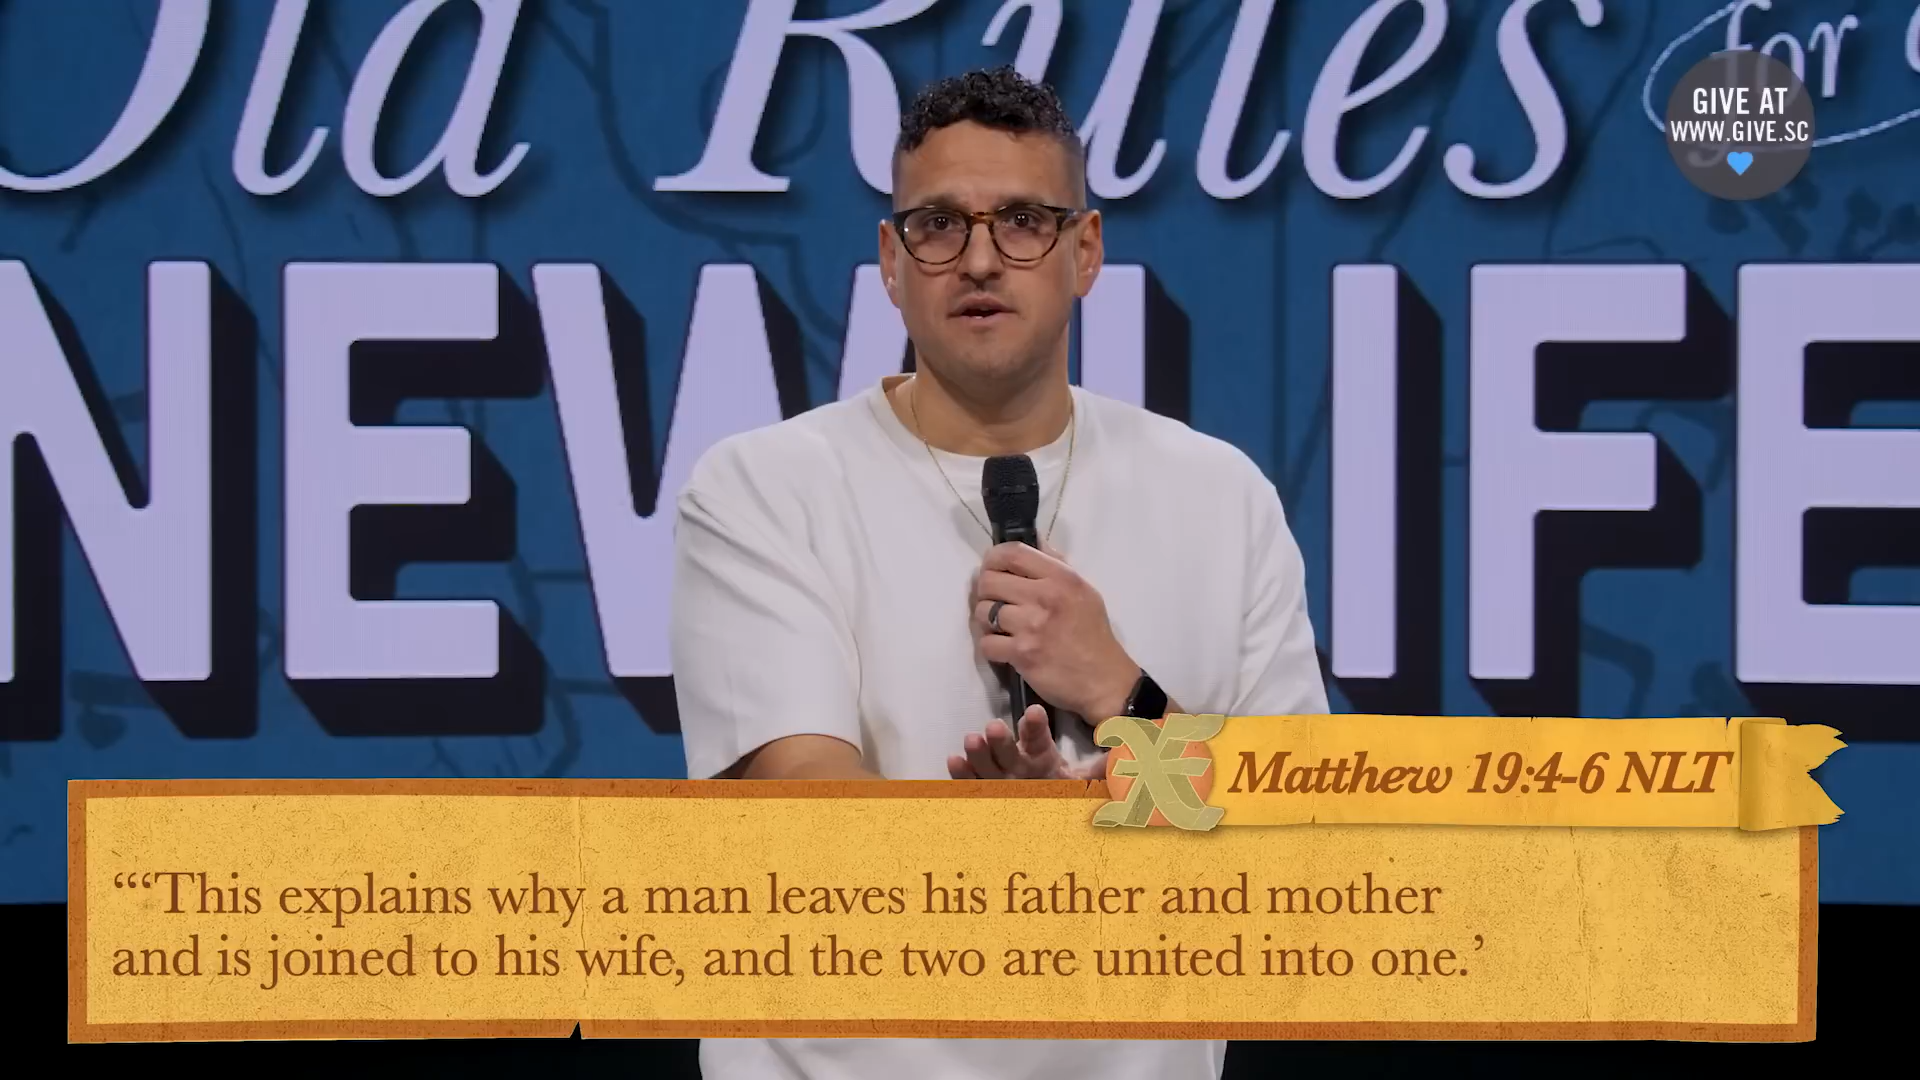 Old Rules for a
NEW LIFE
GIVE AT
WWW.GIVE.SC
Matthew 19:4-6 NLT
“‘This explains why a man leaves his father and mother
and is joined to his wife, and the two are united into one.’